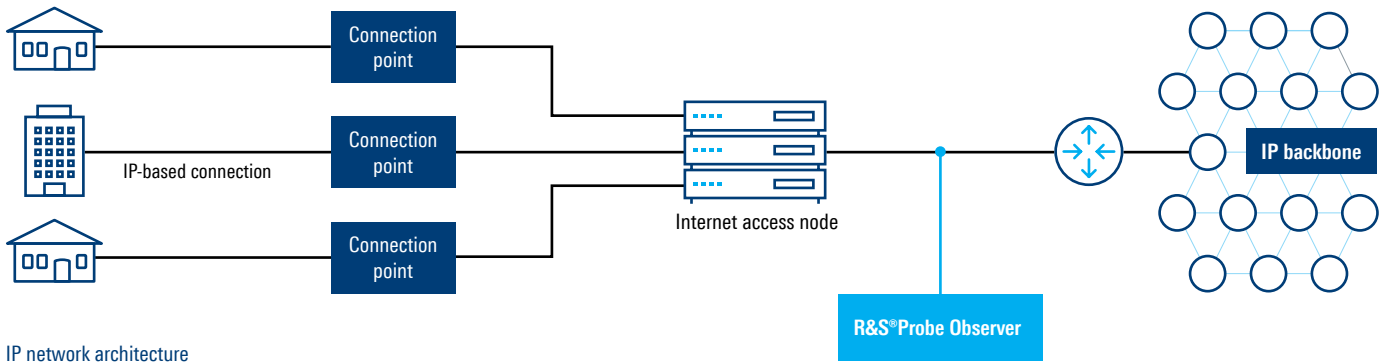 Connection
point
Connection
point
IP-based connection
IP backbone
Internet access node
Connection
point
R&S®Probe Observer
IP network architecture